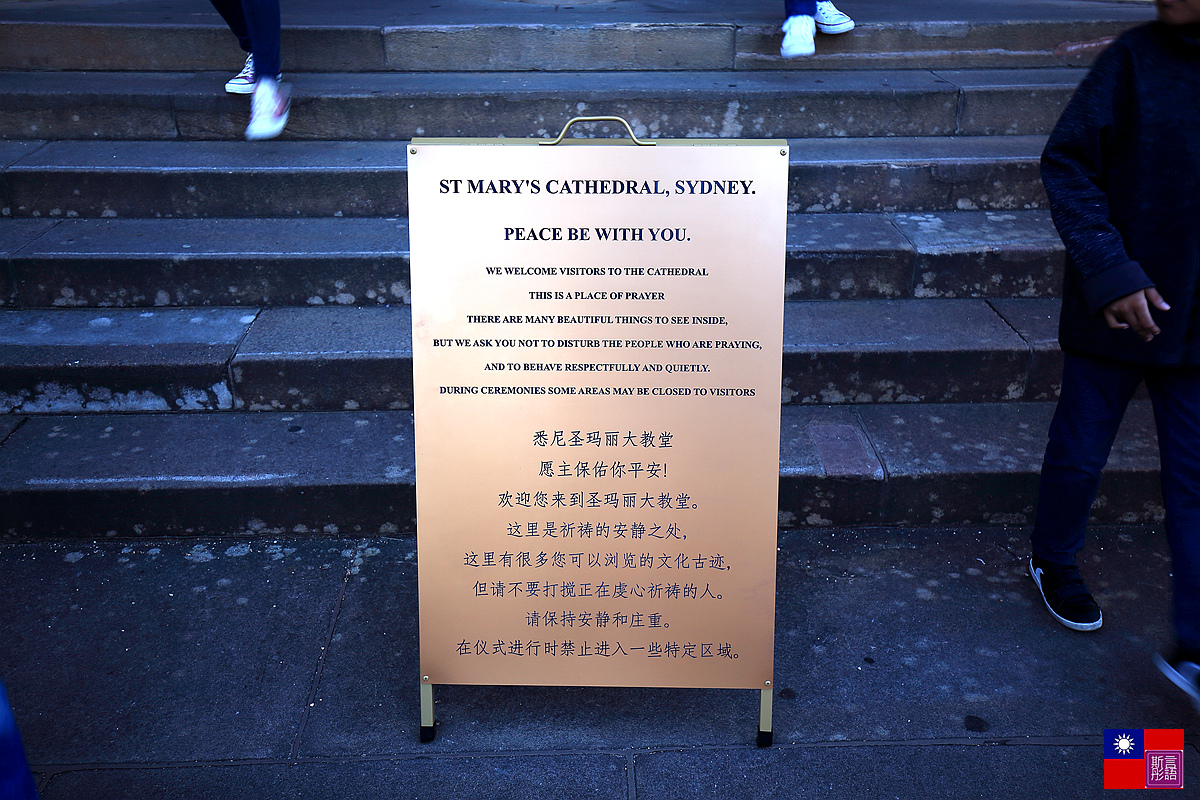 ST MARY'S CATHEDRAL, SYDNEY.
PEACE BE WITH YOU.
WE WELCOME VISITORS TO THE CATHEDRAL
THIS IS A PLACE OF PRAYER
THERE ARE MANY BEAUTIFUL THINGS TO SEE INSIDE,
BUT WE ASK YOU NOT TO DISTURB THE PEOPLE WHO ARE PRAYING,
AND TO BEHAVE RESPECTFULLY AND QUIETLY.
DURING CEREMONIES SOME AREAS MAY BE CLOSED TO VISITORS
悉尼圣玛丽大教堂
愿主保佑你平安!
欢迎您来到圣玛丽大教堂。
这里是祈祷的安静之处,
这里有很多您可以浏览的文化古迹,
但请不要打搅正在虔心祈祷的人。
请保持安静和庄重。
在仪式进行时禁止进入一些特定区域。